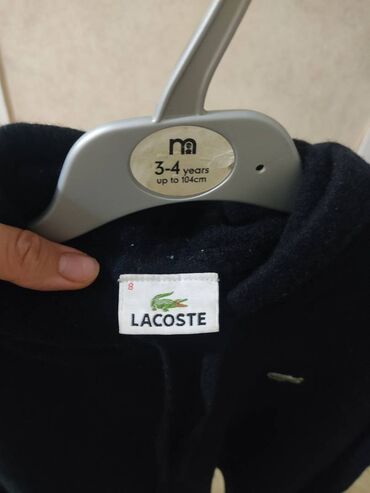 m
3-4 years
up to 104cm
8
LACOSTE